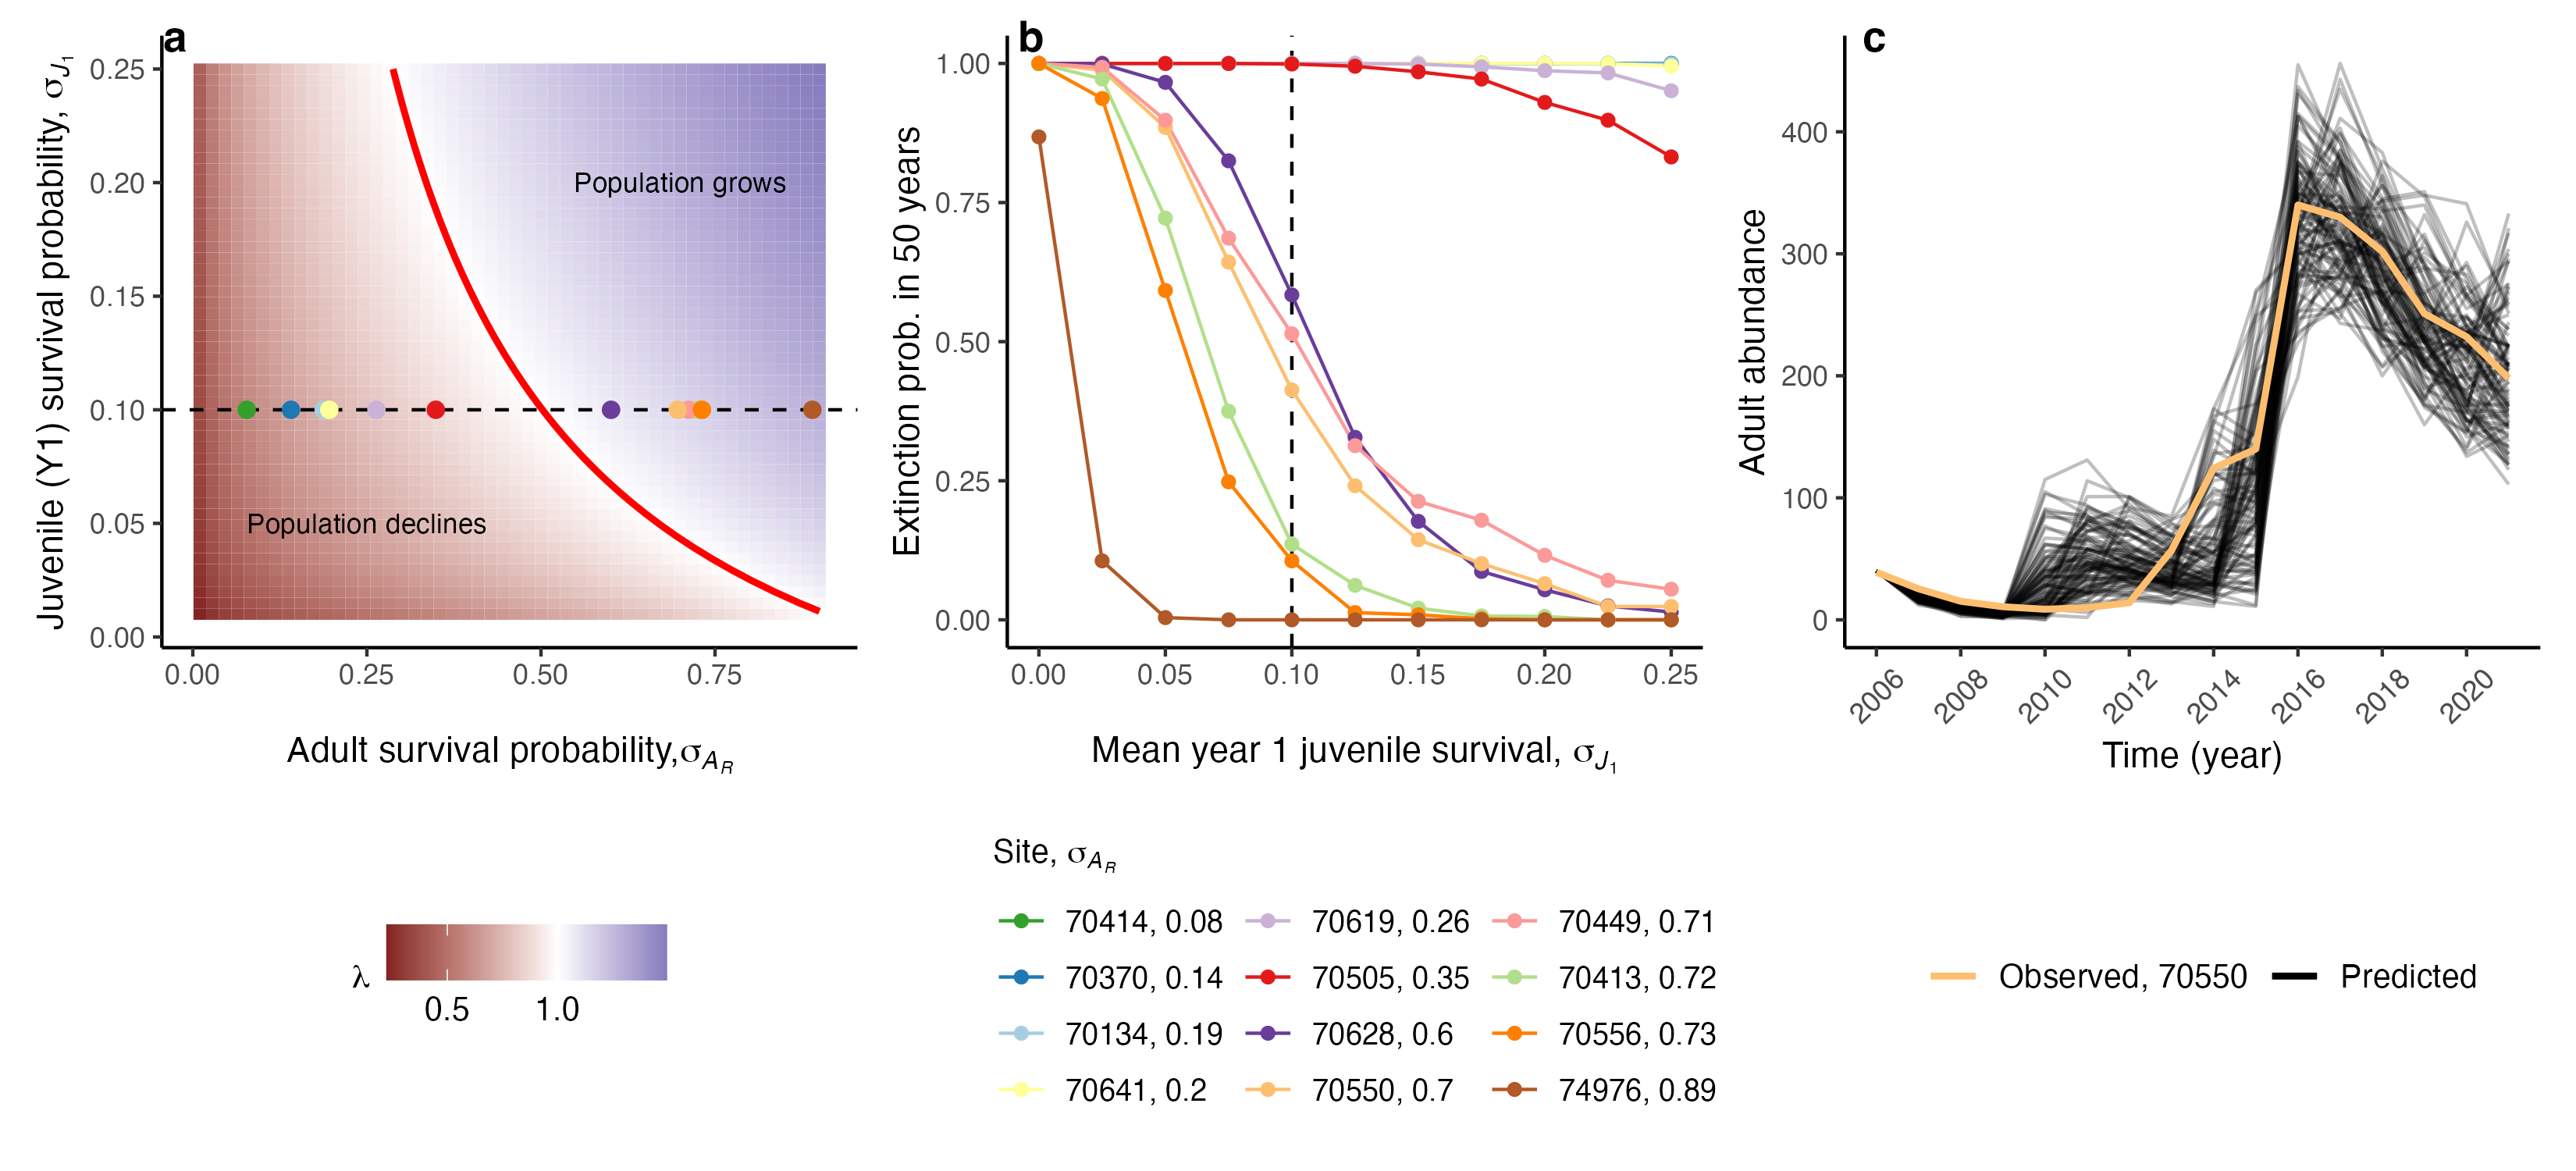 a
Juvenile (Y1) survival probability, σJ1
0.25
0.20
0.15
0.10
0.05
0.00
Population grows
Population declines
0.00 0.25 0.50 0.75
Adult survival probability,σAR
λ
0.5 1.0
b
Extinction prob. in 50 years
1.00
0.75
0.50
0.25
0.00
0.00 0.05 0.10 0.15 0.20 0.25
Mean year 1 juvenile survival, σJ1
Site, σAR
70414, 0.08 70619, 0.26 70449, 0.71
70370, 0.14 70505, 0.35 70413, 0.72
70134, 0.19 70628, 0.6 70556, 0.73
70641, 0.2 70550, 0.7 74976, 0.89
c
Adult abundance
400
300
200
100
0
2006 2008 2010 2012 2014 2016 2018 2020
Time (year)
Observed, 70550 Predicted